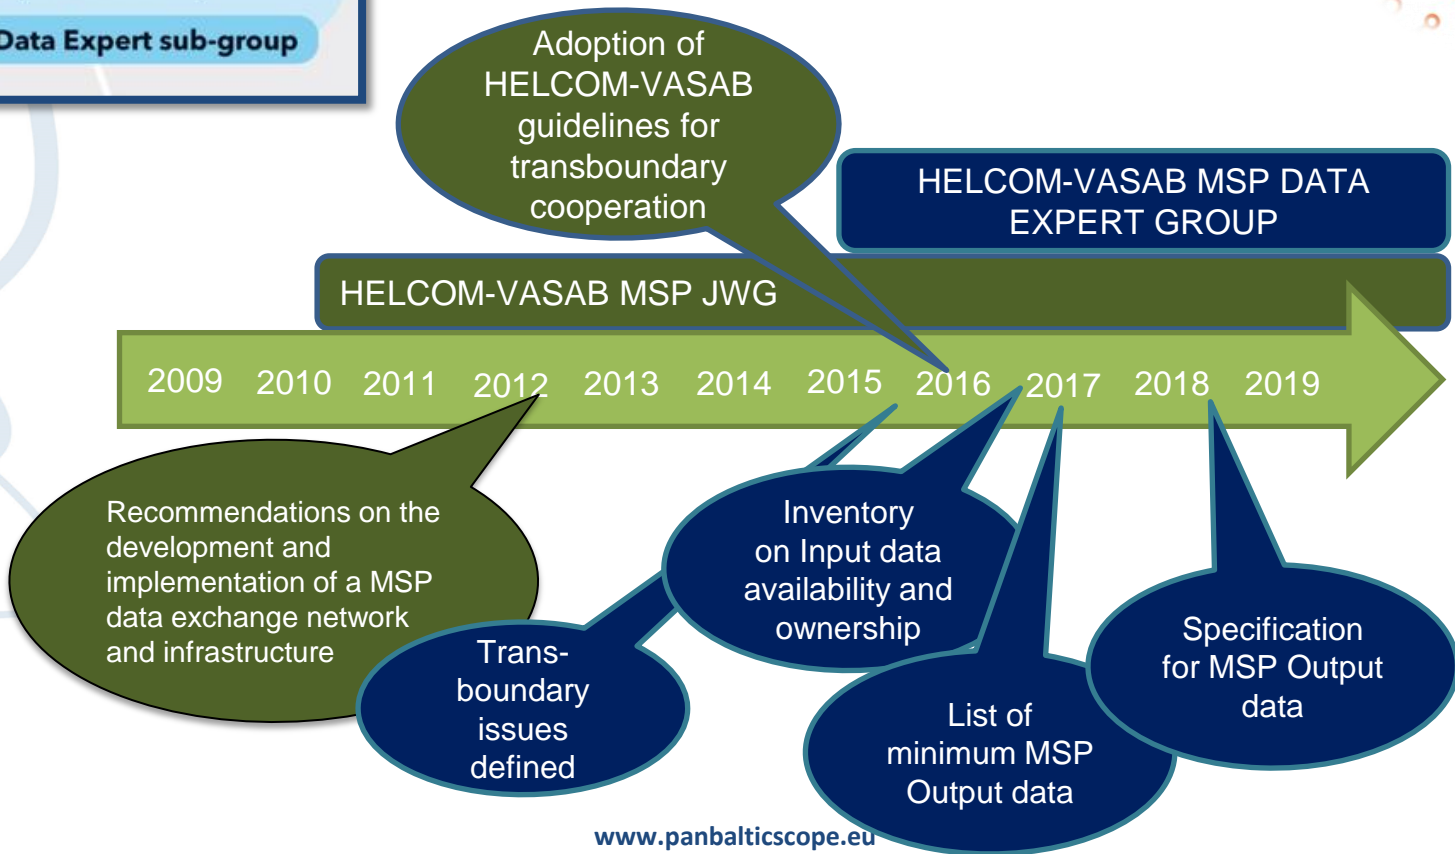 Data Expert sub-group
Adoption of
HELCOM-VASAB
guidelines for
transboundary
cooperation
HELCOM-VASAB MSP DATA
EXPERT GROUP
HELCOM-VASAB MSP JWG
2009 2010 2011 2012 2013 2014 2015 2016 2017 2018 2019
Recommendations on the
development and
implementation of a MSP
data exchange network
and infrastructure
Trans-
boundary
issues
defined
Inventory
on Input data
availability and
ownership
List of
minimum MSP
Output data
Specification
for MSP Output
data
www.panbalticscope.eu